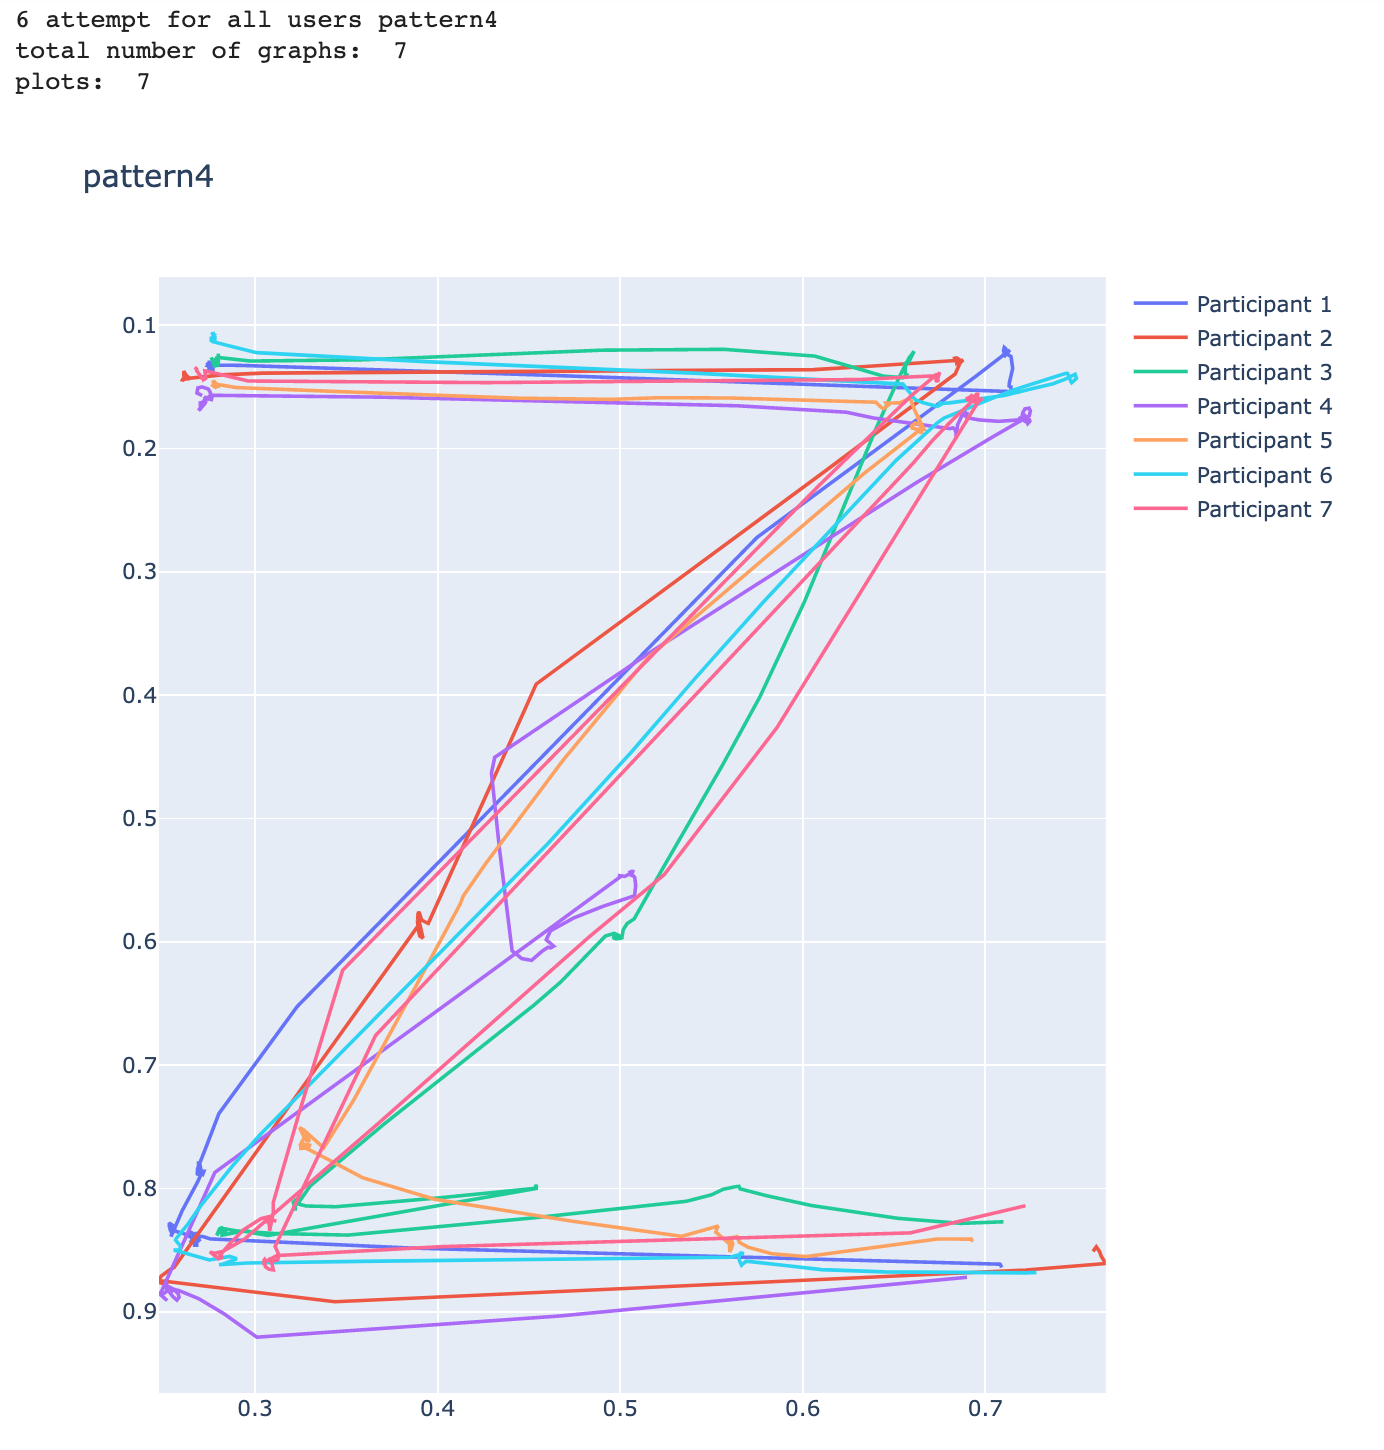 6 attempt for all users pattern4
total number of graphs:  7
plots:  7
pattern4
0.1
0.2
0.3
0.4
0.5
0.6
0.7
0.8
0.9
0.3
0.4
0.5
0.6
0.7
Participant 1
Participant 2
Participant 3
Participant 4
Participant 5
Participant 6
Participant 7